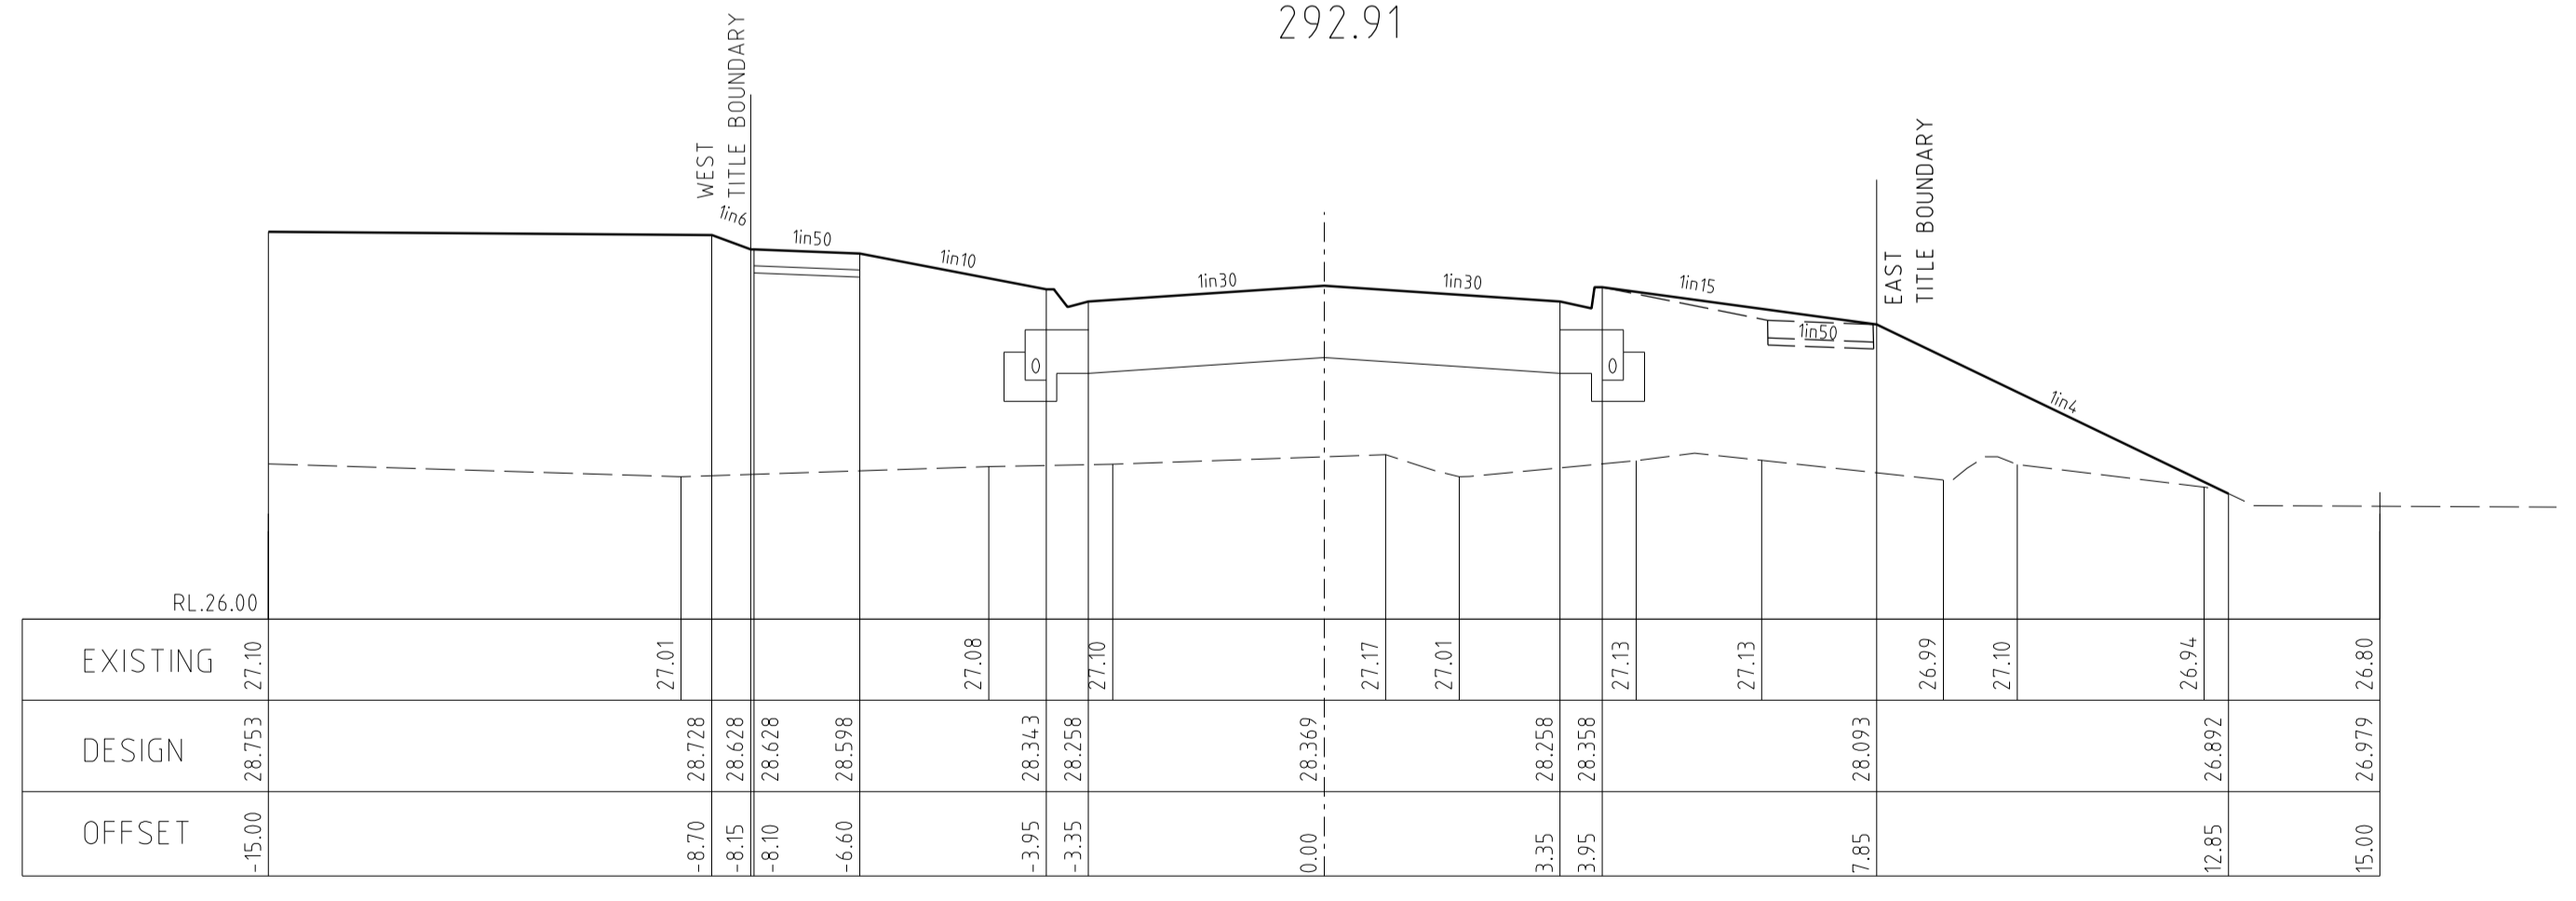 292.91
WEST
TITLE BOUNDARY
EAST
TITLE BOUNDARY
1in6
1in50
1in10
1in30
1in30
1in15
1in50
1in4
0
0
RL.26.00
EXISTING 27.10 27.01 27.08 27.10 27.17 27.01 27.13 27.13 26.99 27.10 26.94 26.80
DESIGN 28.753 28.728 28.628 28.628 28.598 28.343 28.258 28.369 28.258 28.358 28.093 26.892 26.979
OFFSET -15.00 -8.70 -8.15 -8.10 -6.60 -3.95 -3.35 0.00 3.35 3.95 7.85 12.85 15.00